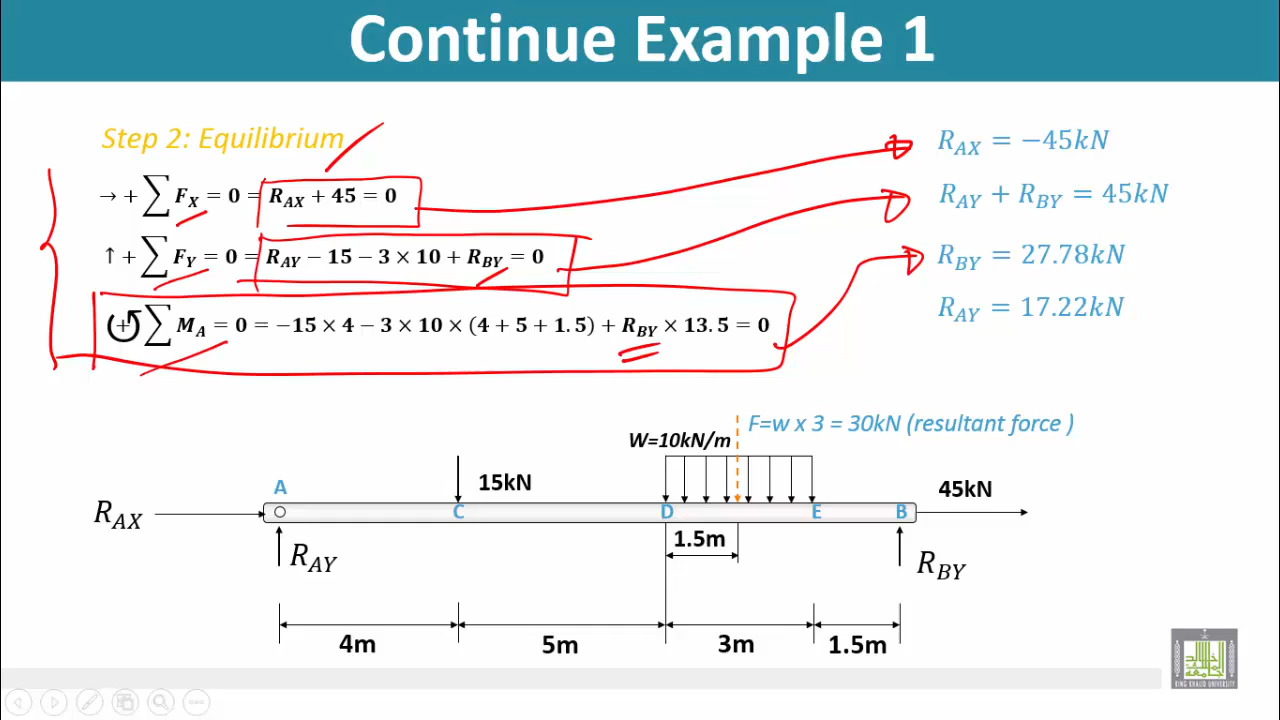 Continue Example 1
Step 2: Equilibrium
→ + ∑ F_X = 0 = R_AX + 45 = 0
R_AX = −45kN
↑ + ∑ F_Y = 0 = R_AY − 15 − 3 × 10 + R_BY = 0
R_AY + R_BY = 45kN
R_BY = 27.78kN
R_AY = 17.22kN
↺ + ∑ M_A = 0 = −15 × 4 − 3 × 10 × (4 + 5 + 1.5) + R_BY × 13.5 = 0
F=w x 3 = 30kN (resultant force )
W=10kN/m
A
15kN
45kN
R_AX
C
D
E
B
1.5m
R_AY
R_BY
4m
5m
3m
1.5m
KING KHALID UNIVERSITY